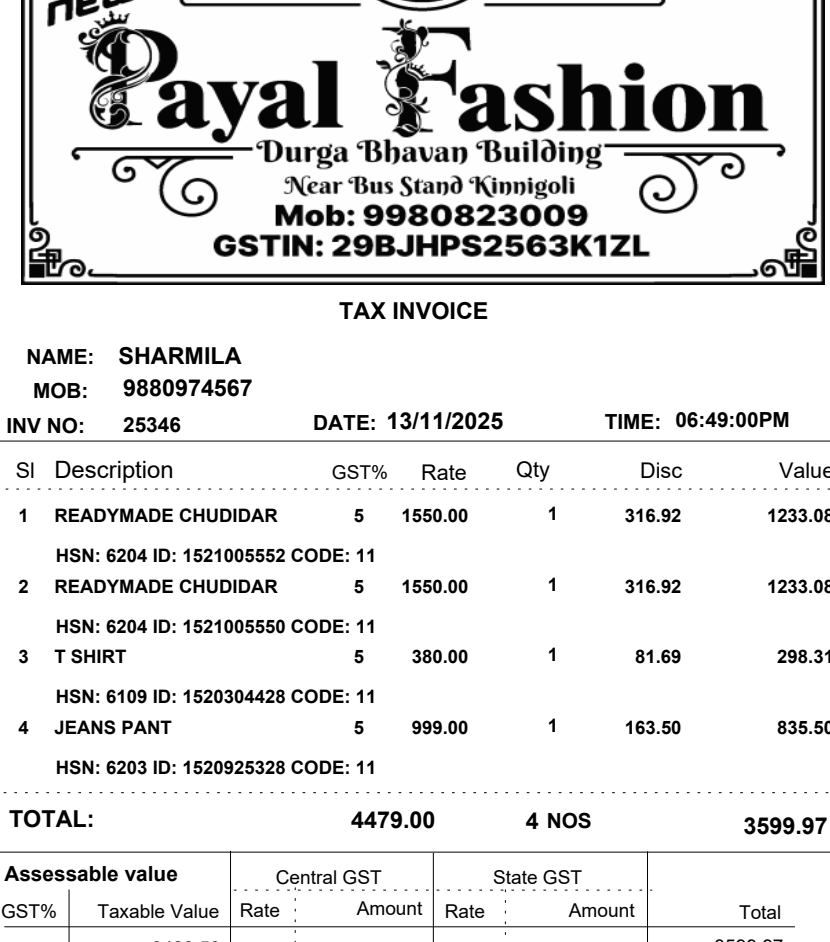 new
Payal Fashion
Durga Bhavan Building
Near Bus Stand Kinnigoli
Mob: 9980823009
GSTIN: 29BJHPS2563K1ZL
TAX INVOICE
NAME: SHARMILA
MOB: 9880974567
INV NO: 25346 DATE: 13/11/2025 TIME: 06:49:00PM
Sl Description GST% Rate Qty Disc Value
1 READYMADE CHUDIDAR 5 1550.00 1 316.92 1233.08
HSN: 6204 ID: 1521005552 CODE: 11
2 READYMADE CHUDIDAR 5 1550.00 1 316.92 1233.08
HSN: 6204 ID: 1521005550 CODE: 11
3 T SHIRT 5 380.00 1 81.69 298.31
HSN: 6109 ID: 1520304428 CODE: 11
4 JEANS PANT 5 999.00 1 163.50 835.50
HSN: 6203 ID: 1520925328 CODE: 11
TOTAL: 4479.00 4 NOS 3599.97
Assessable value Central GST State GST
GST% Taxable Value Rate Amount Rate Amount Total